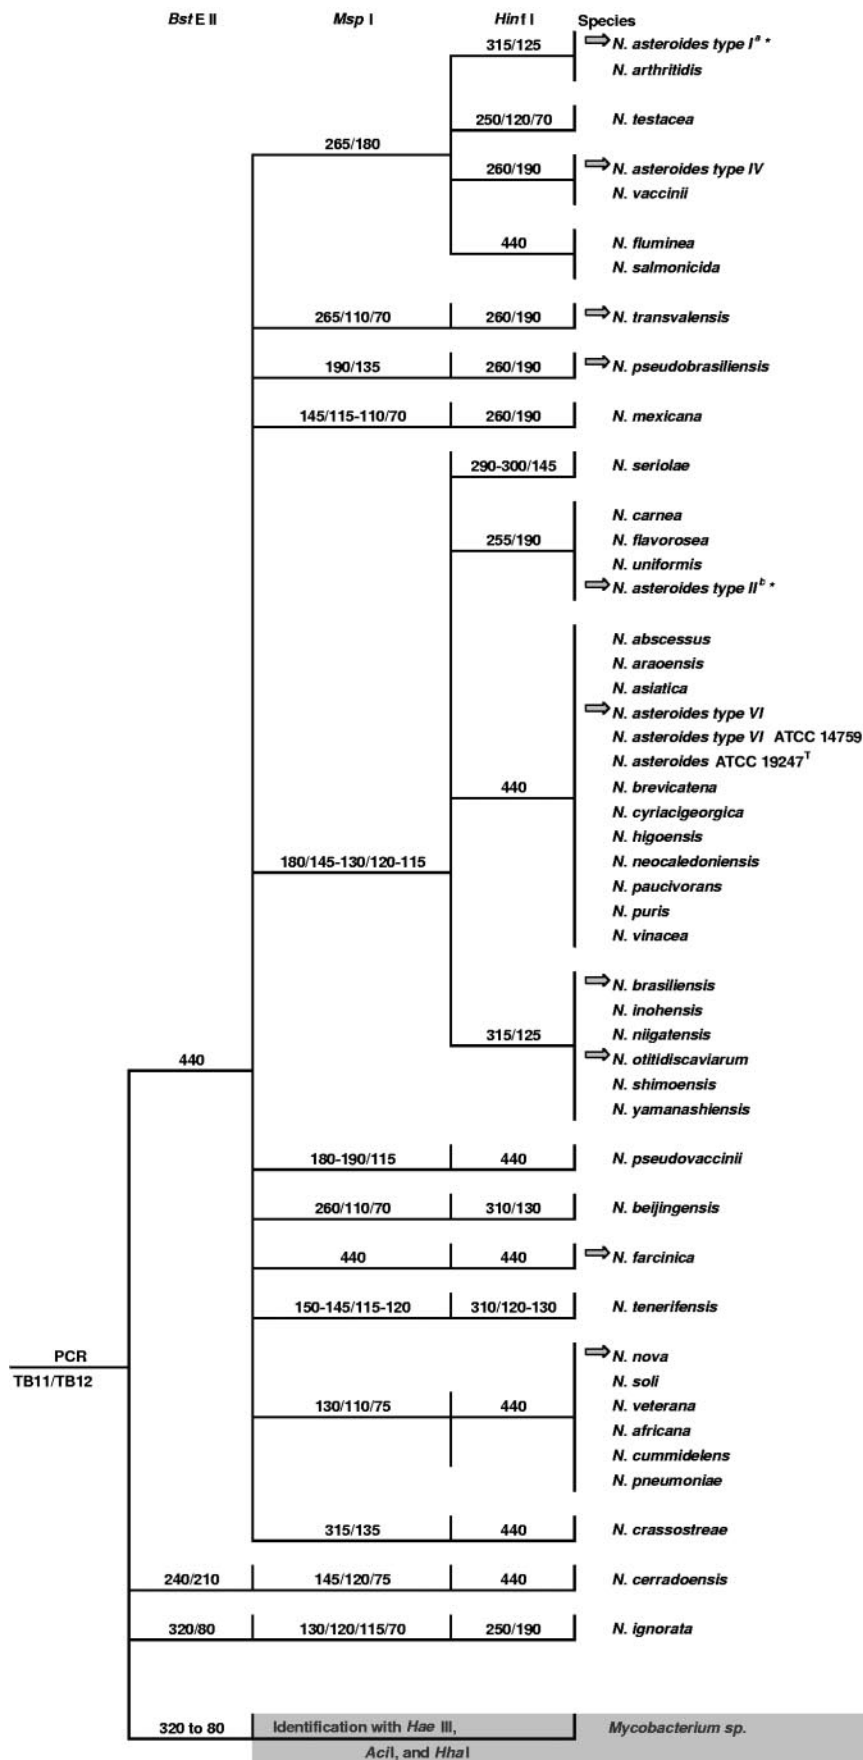 BstE II MspI HinfI Species
315/125 N. asteroides type Iª *
N. arthritidis
250/120/70 N. testacea
265/180
260/190 N. asteroides type IV
N. vaccinii
440 N. fluminea
N. salmonicida
265/110/70 260/190 N. transvalensis
190/135 260/190 N. pseudobrasiliensis
145/115-110/70 260/190 N. mexicana
290-300/145 N. seriolae
N. carnea
255/190 N. flavorosea
N. uniformis
N. asteroides type IIᵇ *
N. abscessus
N. araoensis
N. asiatica
N. asteroides type VI
N. asteroides type VI ATCC 14759
N. asteroides ATCC 19247ᵀ
440 N. brevicatena
N. cyriacigeorgica
N. higoensis
180/145-130/120-115 N. neocaledoniensis
N. paucivorans
N. puris
N. vinacea
N. brasiliensis
N. inohensis
315/125 N. niigatensis
440 N. otitidiscaviarum
N. shimoensis
N. yamanashiensis
180-190/115 440 N. pseudovaccinii
260/110/70 310/130 N. beijingensis
440 440 N. farcinica
150-145/115-120 310/120-130 N. tenerifensis
PCR N. nova
TB11/TB12 N. soli
130/110/75 440 N. veterana
N. africana
N. cummidelens
N. pneumoniae
315/135 440 N. crassostreae
240/210 145/120/75 440 N. cerradoensis
320/80 130/120/115/70 250/190 N. ignorata
320 to 80 Identification with Hae III, Mycobacterium sp.
AciI, and HhaI